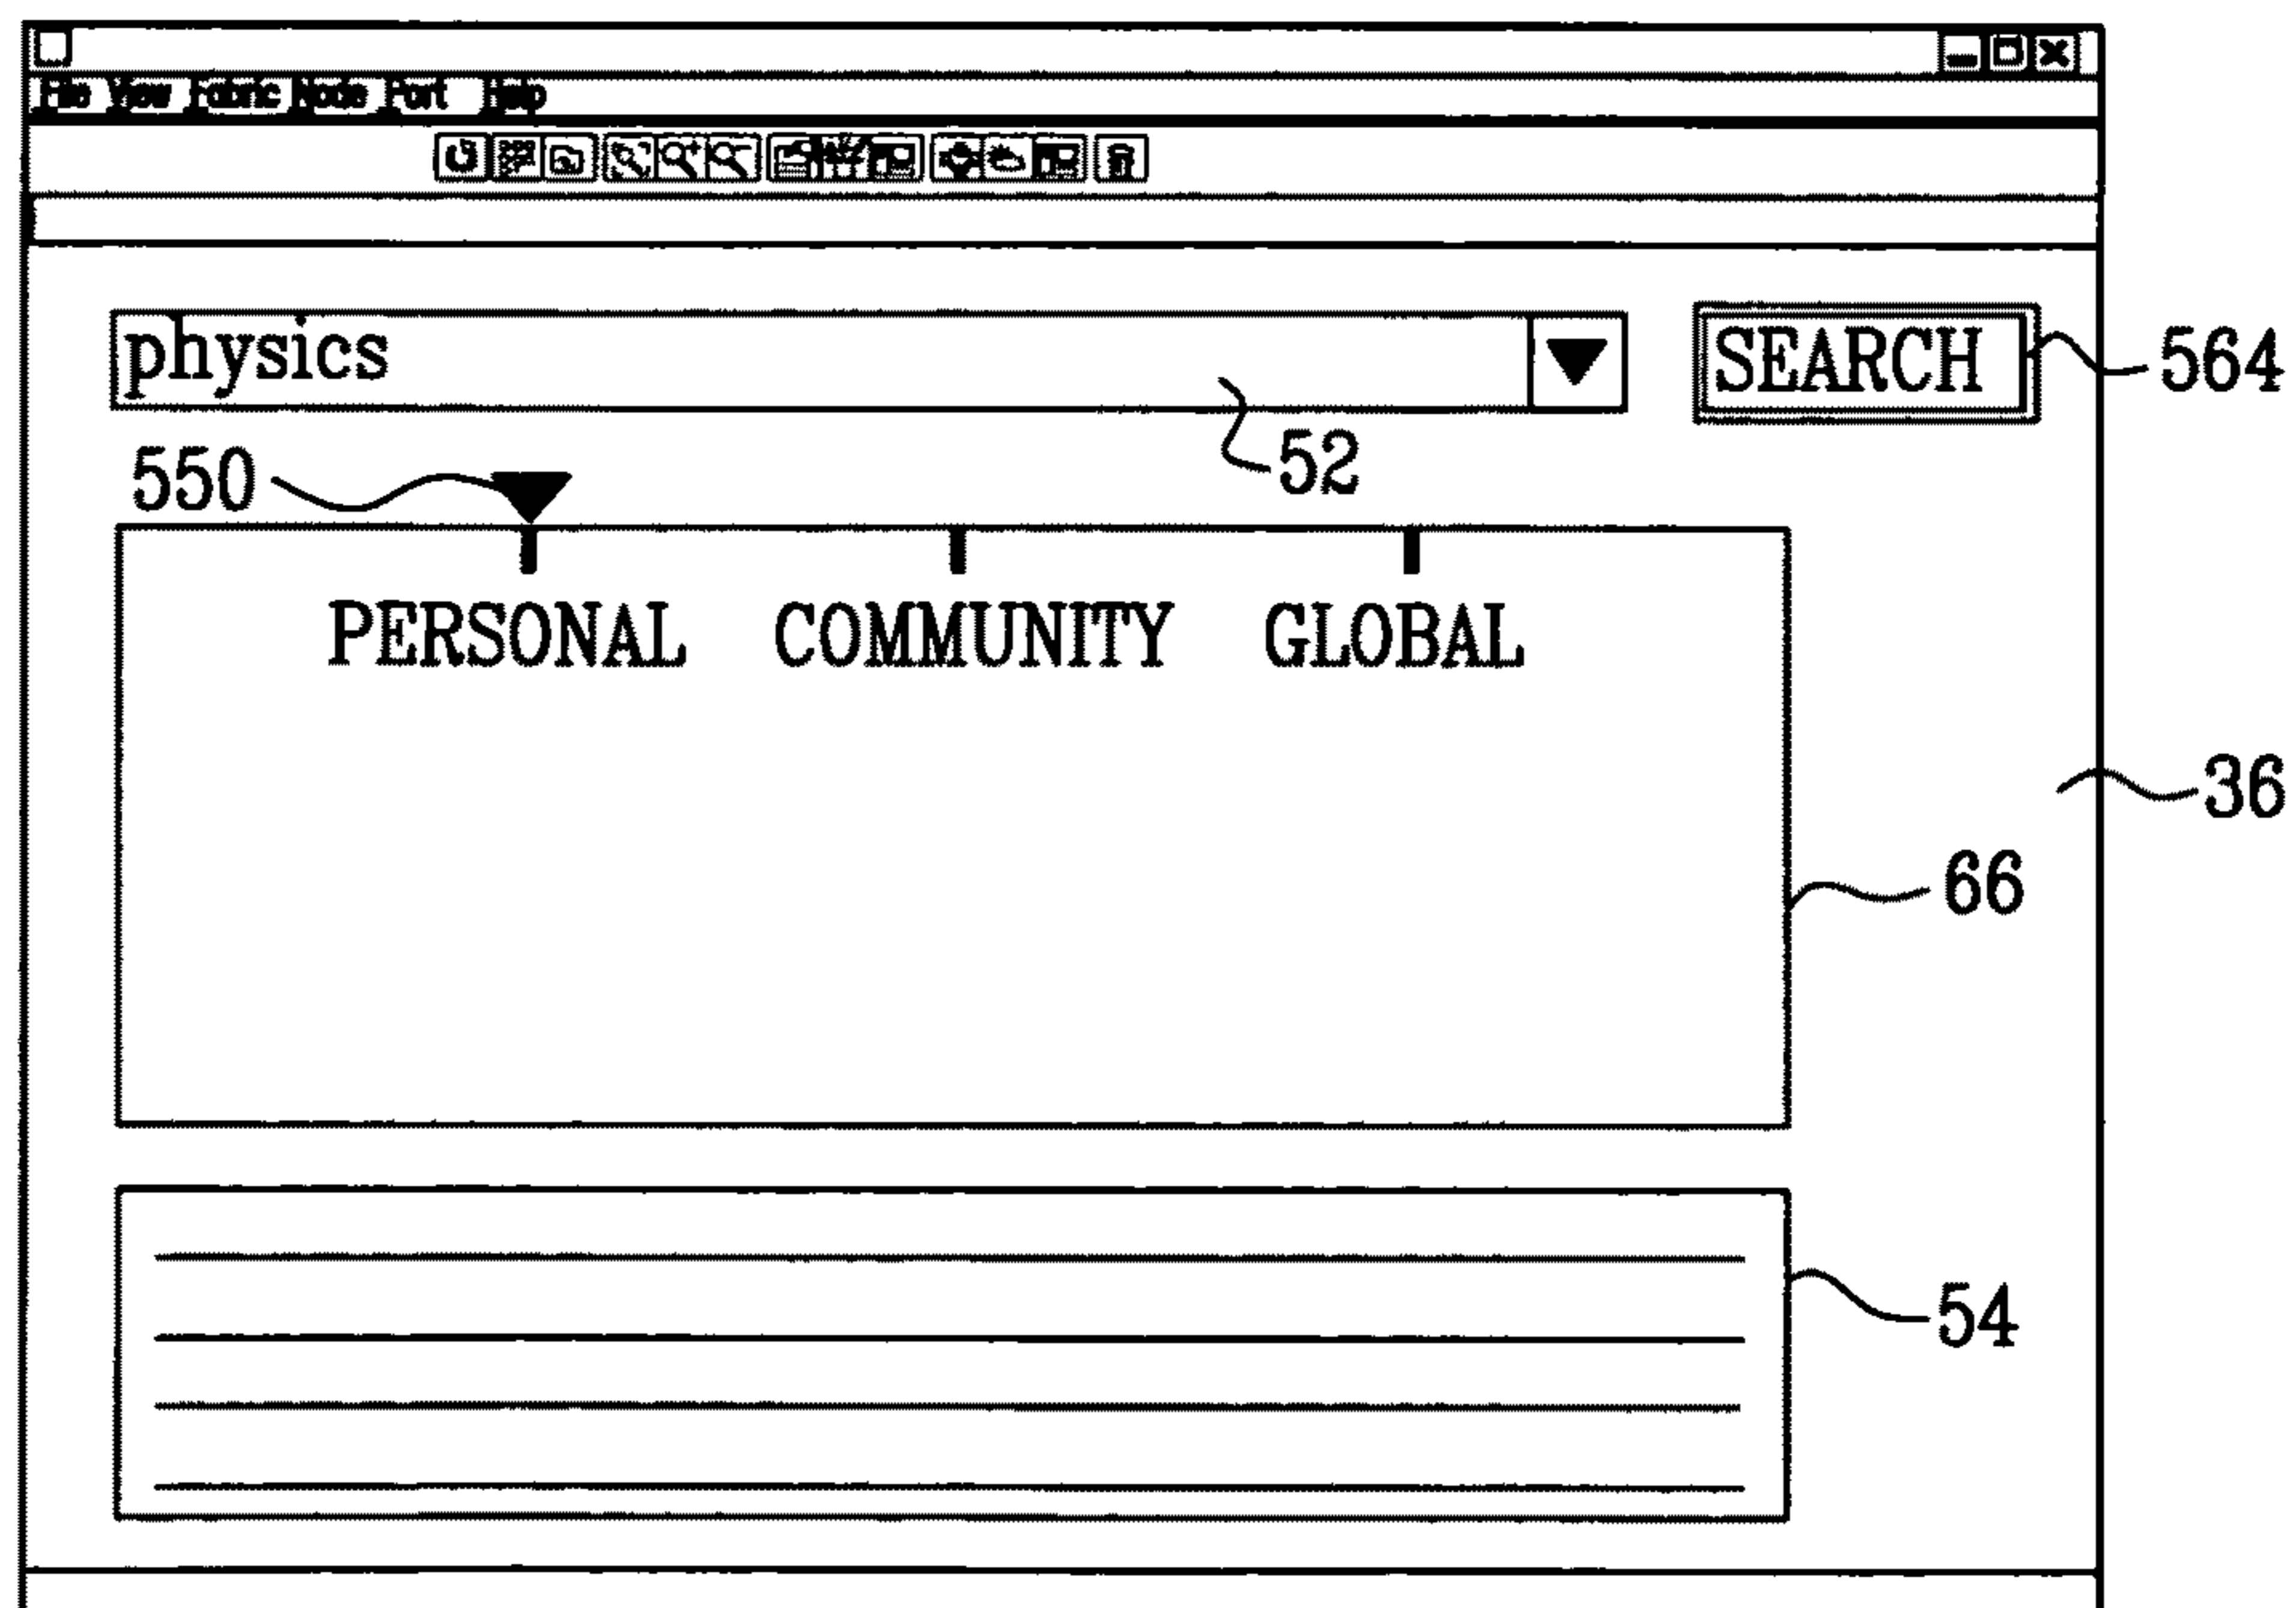 File View Fabric Node Port Help
physics SEARCH 564
550 52
PERSONAL COMMUNITY GLOBAL
36
66
54